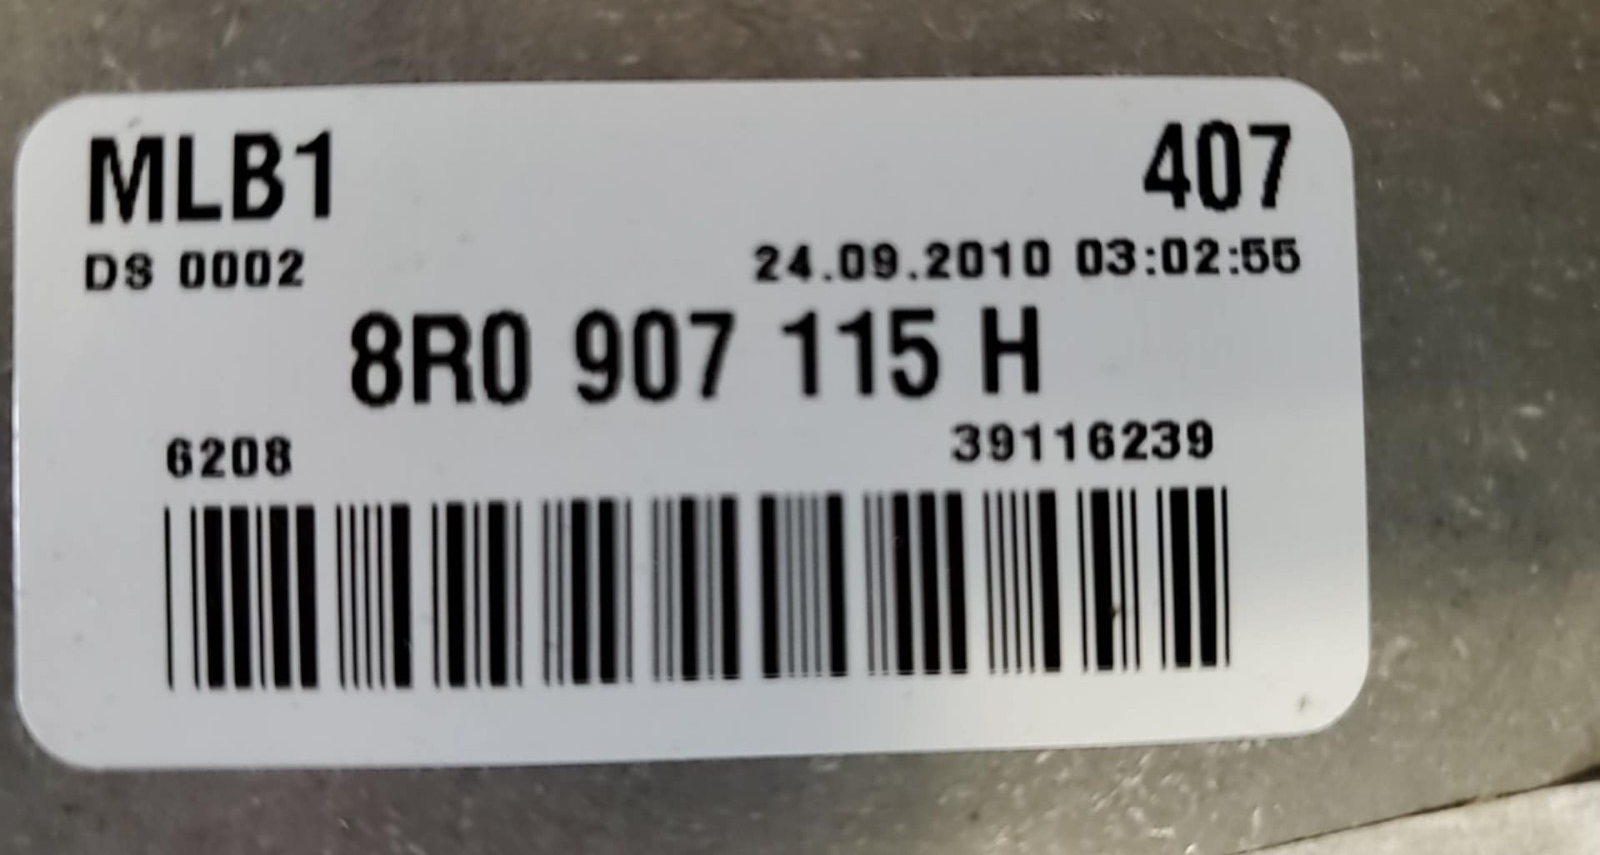 MLB1 407
DS 0002 24.09.2010 03:02:55
8R0 907 115 H
6208 39116239